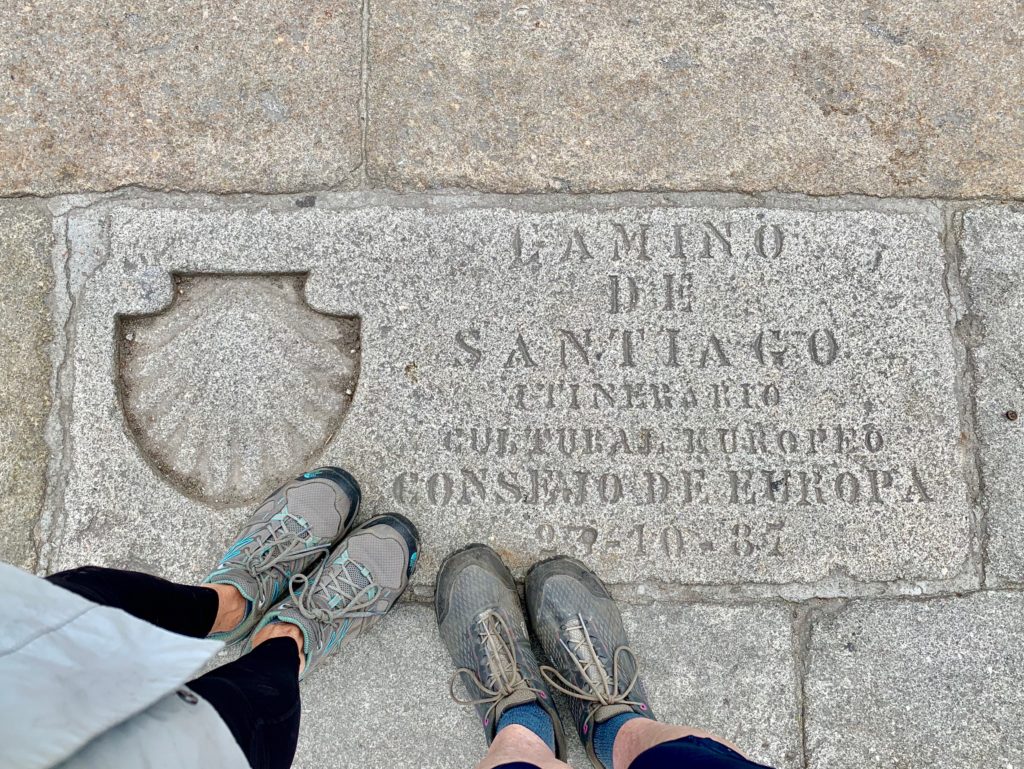 CAMINO
DE
SANTIAGO
ITINERARIO
CULTURAL EUROPEO
CONSEJO DE EUROPA
23-10-87